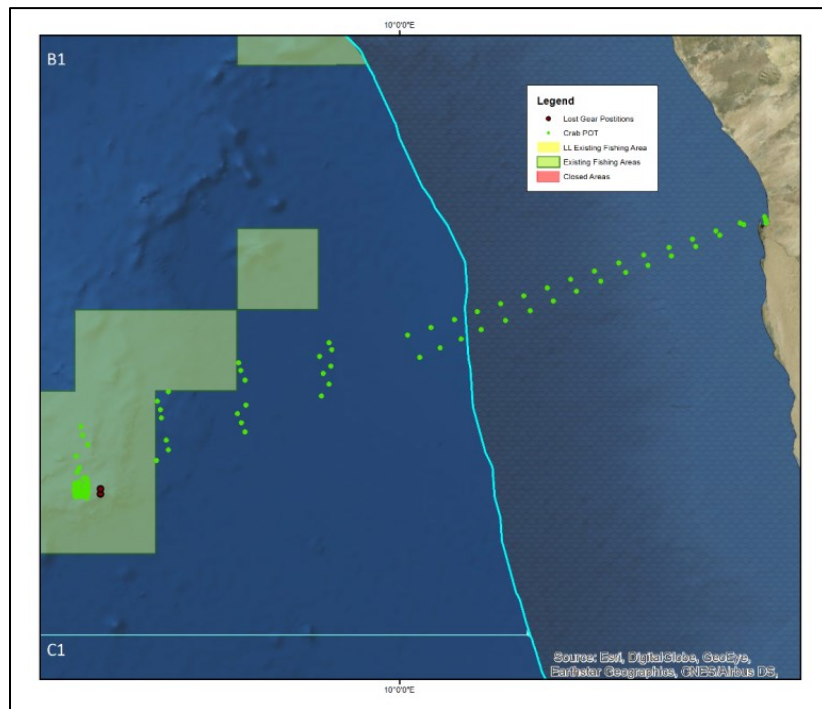 10°0'0"E
B1
Legend
Lost Gear Postitions
Crab POT
LL Existing Fishing Area
Existing Fishing Areas
Closed Areas
C1
Source: Esri, DigitalGlobe, GeoEye,
Earthstar Geographics, CNES/Airbus DS,
10°0'0"E